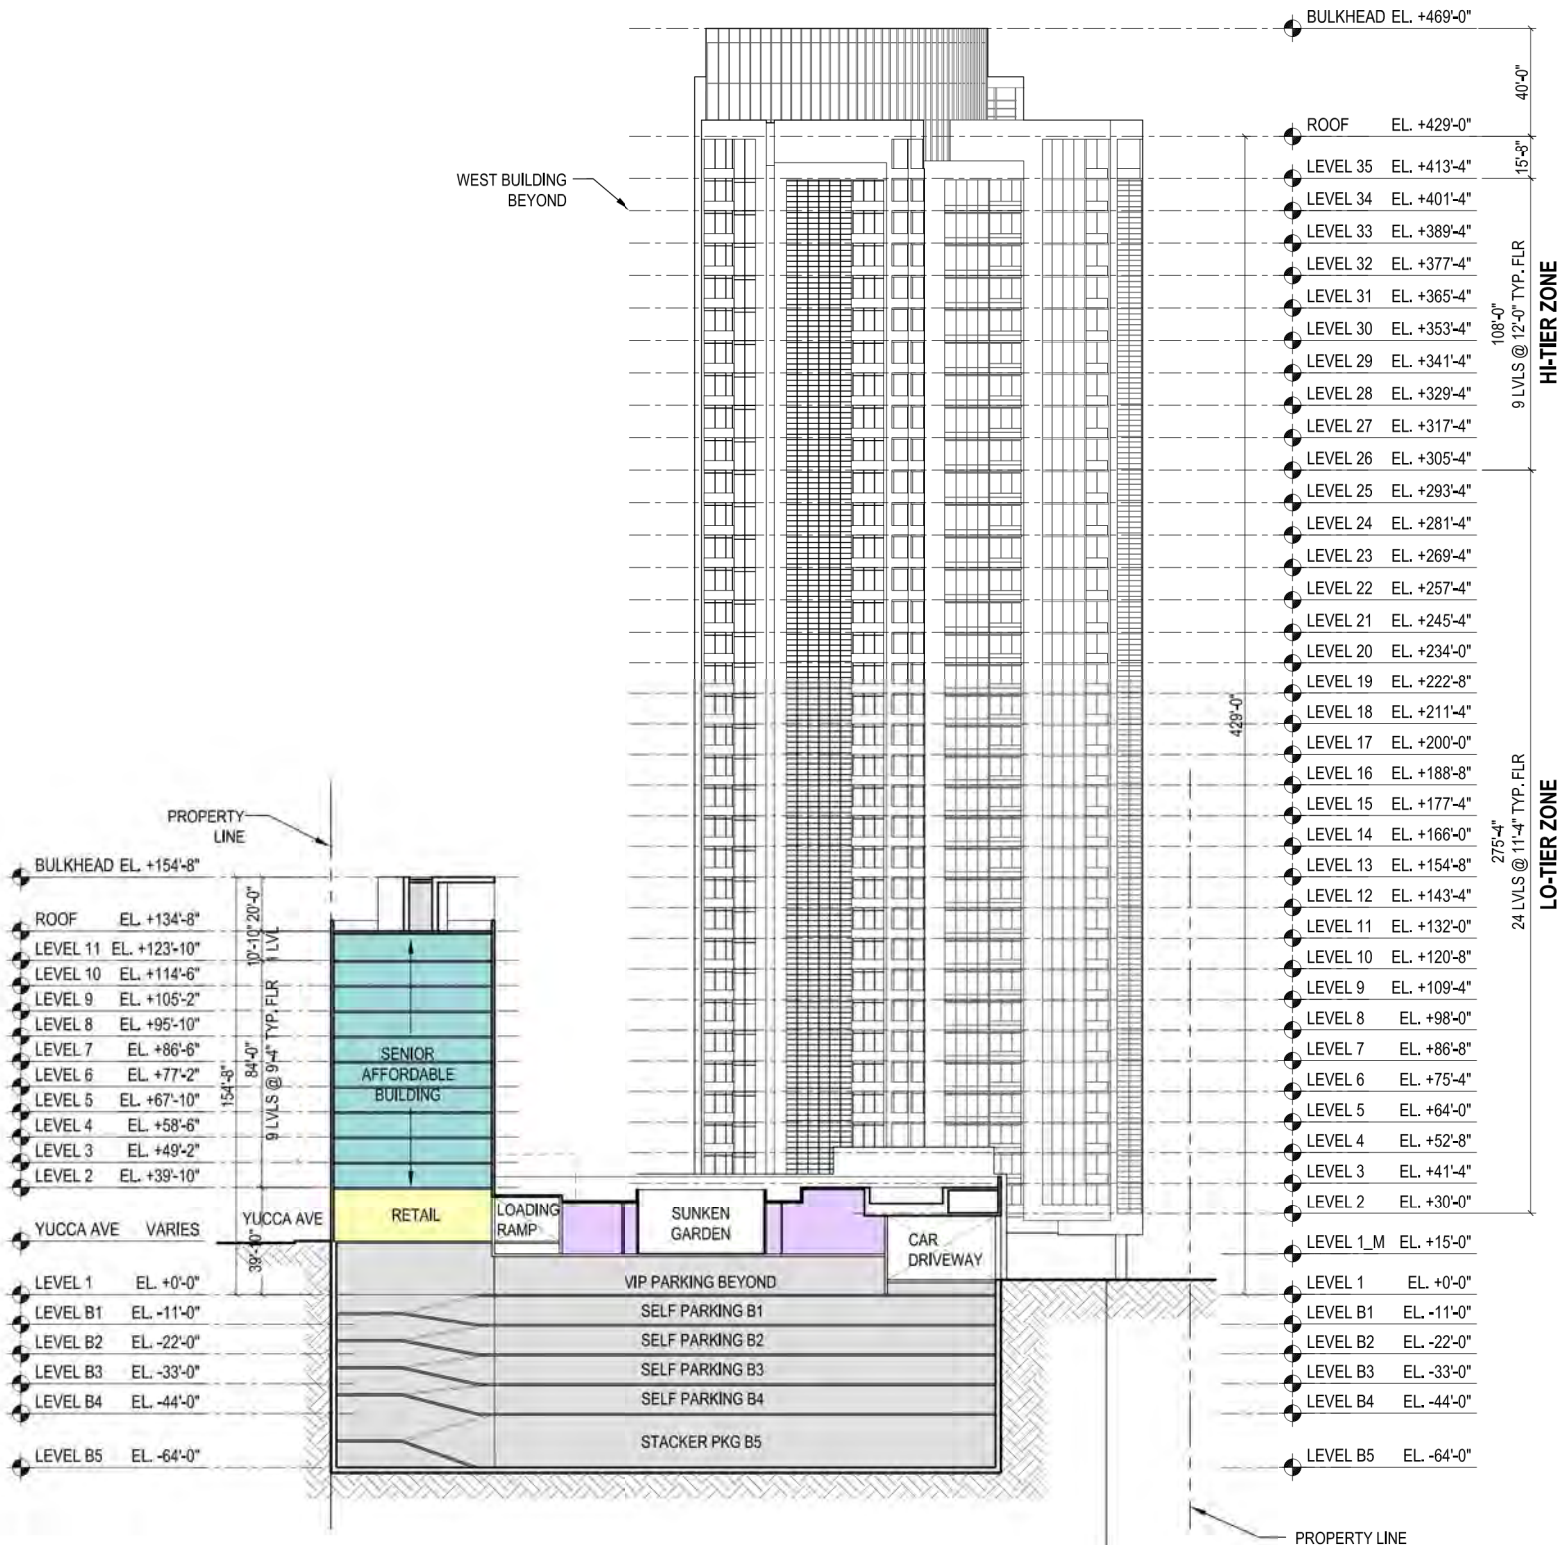 BULKHEAD EL. +469'-0"
40'-0"
ROOF EL. +429'-0"
15'-8"
LEVEL 35 EL. +413'-4"
LEVEL 34 EL. +401'-4"
LEVEL 33 EL. +389'-4"
LEVEL 32 EL. +377'-4"
LEVEL 31 EL. +365'-4"
LEVEL 30 EL. +353'-4"
LEVEL 29 EL. +341'-4"
LEVEL 28 EL. +329'-4"
LEVEL 27 EL. +317'-4"
LEVEL 26 EL. +305'-4"
108'-0"
9 LVLS @ 12'-0" TYP. FLR
HI-TIER ZONE
LEVEL 25 EL. +293'-4"
LEVEL 24 EL. +281'-4"
LEVEL 23 EL. +269'-4"
LEVEL 22 EL. +257'-4"
LEVEL 21 EL. +245'-4"
LEVEL 20 EL. +234'-0"
LEVEL 19 EL. +222'-8"
LEVEL 18 EL. +211'-4"
LEVEL 17 EL. +200'-0"
LEVEL 16 EL. +188'-8"
LEVEL 15 EL. +177'-4"
LEVEL 14 EL. +166'-0"
LEVEL 13 EL. +154'-8"
LEVEL 12 EL. +143'-4"
LEVEL 11 EL. +132'-0"
LEVEL 10 EL. +120'-8"
LEVEL 9 EL. +109'-4"
LEVEL 8 EL. +98'-0"
LEVEL 7 EL. +86'-8"
LEVEL 6 EL. +75'-4"
LEVEL 5 EL. +64'-0"
LEVEL 4 EL. +52'-8"
LEVEL 3 EL. +41'-4"
LEVEL 2 EL. +30'-0"
LEVEL 1_M EL. +15'-0"
LEVEL 1 EL. +0'-0"
LEVEL B1 EL. -11'-0"
LEVEL B2 EL. -22'-0"
LEVEL B3 EL. -33'-0"
LEVEL B4 EL. -44'-0"
LEVEL B5 EL. -64'-0"
429'-0"
275'-4"
24 LVLS @ 11'-4" TYP. FLR
LO-TIER ZONE
PROPERTY LINE
WEST BUILDING
BEYOND
PROPERTY
LINE
BULKHEAD EL. +154'-8"
ROOF EL. +134'-8"
LEVEL 11 EL. +123'-10"
LEVEL 10 EL. +114'-6"
LEVEL 9 EL. +105'-2"
LEVEL 8 EL. +95'-10"
LEVEL 7 EL. +86'-6"
LEVEL 6 EL. +77'-2"
LEVEL 5 EL. +67'-10"
LEVEL 4 EL. +58'-6"
LEVEL 3 EL. +49'-2"
LEVEL 2 EL. +39'-10"
YUCCA AVE VARIES
LEVEL 1 EL. +0'-0"
LEVEL B1 EL. -11'-0"
LEVEL B2 EL. -22'-0"
LEVEL B3 EL. -33'-0"
LEVEL B4 EL. -44'-0"
LEVEL B5 EL. -64'-0"
154'-8"
20'-0"
10'-10"
1 LVL
84'-0"
9 LVLS @ 9'-4" TYP. FLR
39'-10"
YUCCA AVE
SENIOR
AFFORDABLE
BUILDING
RETAIL
LOADING
RAMP
SUNKEN
GARDEN
CAR
DRIVEWAY
VIP PARKING BEYOND
SELF PARKING B1
SELF PARKING B2
SELF PARKING B3
SELF PARKING B4
STACKER PKG B5